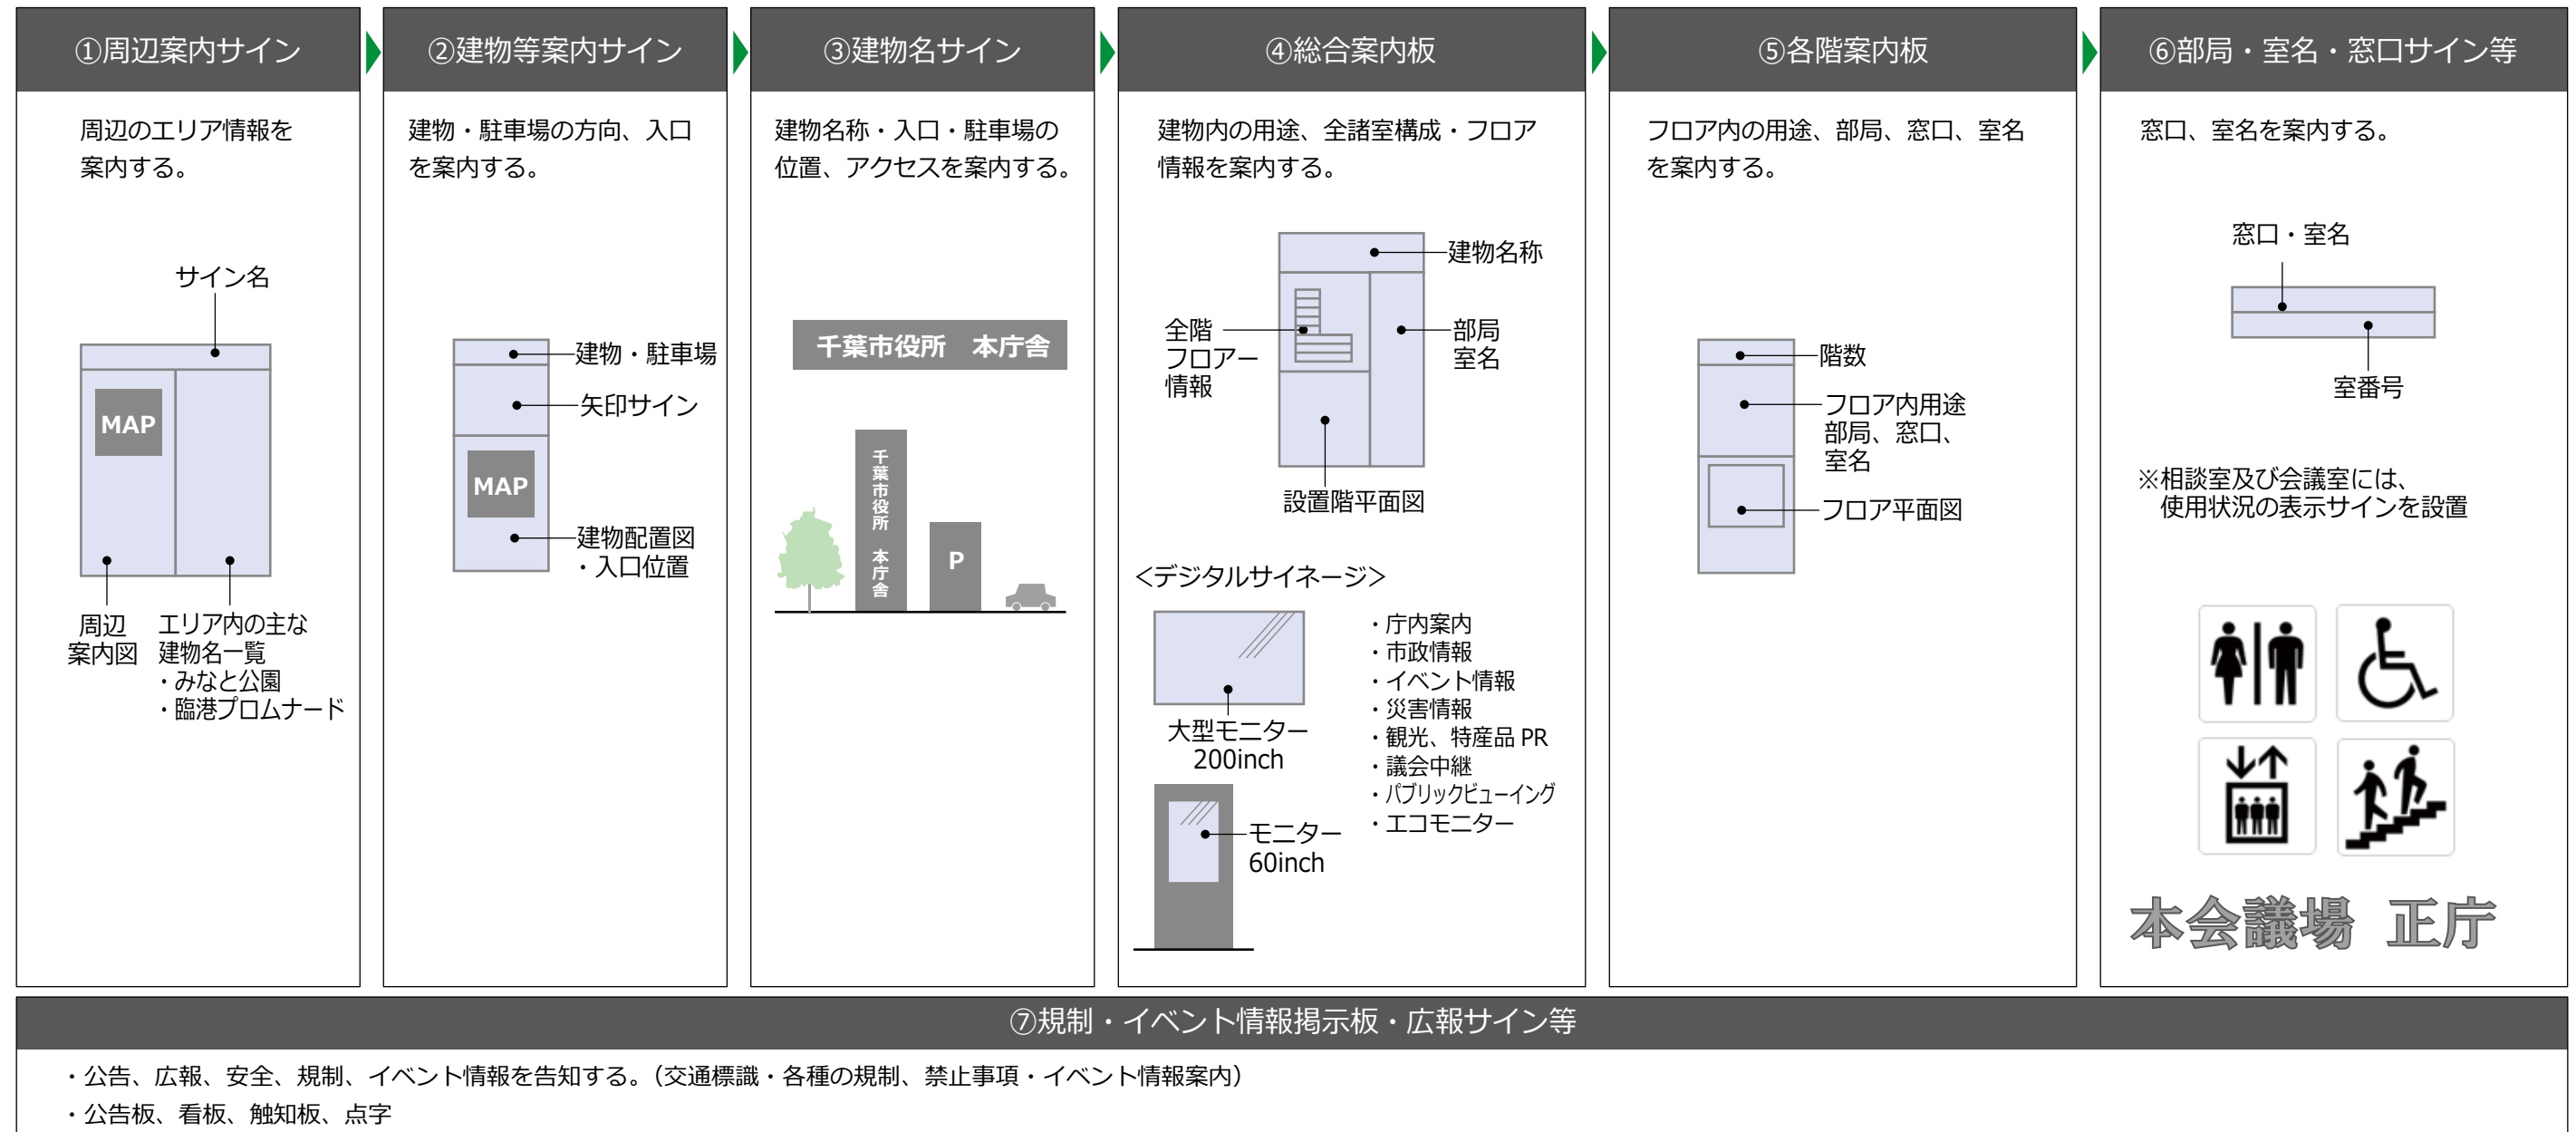 ①周辺案内サイン
周辺のエリア情報を
案内する。
サイン名
MAP
周辺
案内図
エリア内の主な
建物名一覧
・みなと公園
・臨港プロムナード
②建物等案内サイン
建物・駐車場の方向、入口
を案内する。
建物・駐車場
矢印サイン
MAP
建物配置図
・入口位置
③建物名サイン
建物名称・入口・駐車場の
位置、アクセスを案内する。
千葉市役所　本庁舎
千葉市役所　本庁舎
P
④総合案内板
建物内の用途、全諸室構成・フロア
情報を案内する。
建物名称
全階
フロアー
情報
部局
室名
設置階平面図
<デジタルサイネージ>
大型モニター
200inch
モニター
60inch
・庁内案内
・市政情報
・イベント情報
・災害情報
・観光、特産品 PR
・議会中継
・パブリックビューイング
・エコモニター
⑤各階案内板
フロア内の用途、部局、窓口、室名
を案内する。
階数
フロア内用途
部局、窓口、
室名
フロア平面図
⑥部局・室名・窓口サイン等
窓口、室名を案内する。
窓口・室名
室番号
※相談室及び会議室には、
使用状況の表示サインを設置
本会議場　正庁
⑦規制・イベント情報掲示板・広報サイン等
・公告、広報、安全、規制、イベント情報を告知する。（交通標識・各種の規制、禁止事項・イベント情報案内）
・公告板、看板、触知板、点字